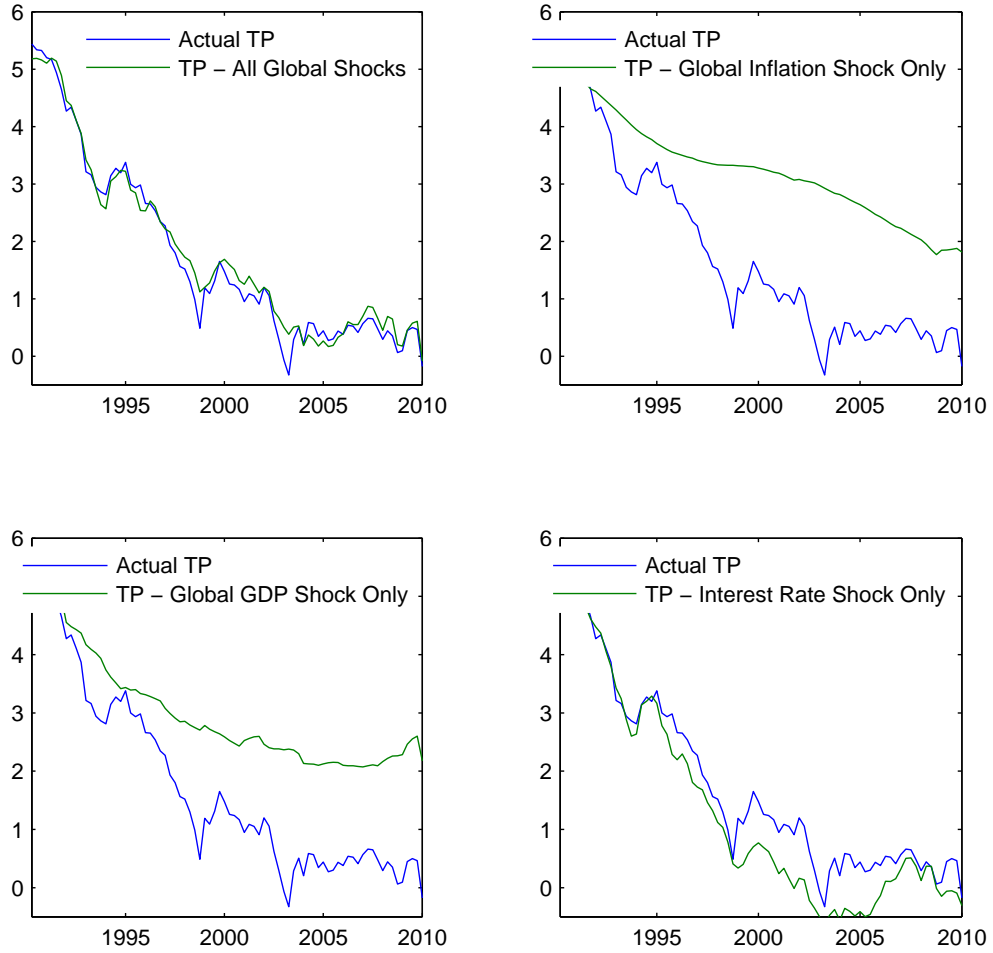 6
5
4
3
2
1
0
1995 2000 2005 2010
Actual TP
TP − All Global Shocks
6
5
4
3
2
1
0
1995 2000 2005 2010
Actual TP
TP − Global Inflation Shock Only
6
4
3
2
1
0
1995 2000 2005 2010
Actual TP
TP − Global GDP Shock Only
6
4
3
2
1
0
1995 2000 2005 2010
Actual TP
TP − Interest Rate Shock Only